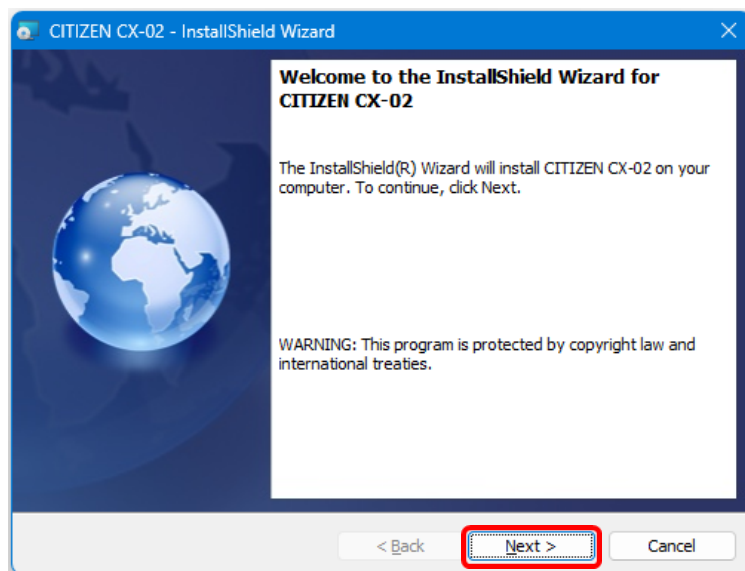 CITIZEN CX-02 - InstallShield Wizard
Welcome to the InstallShield Wizard for
CITIZEN CX-02
The InstallShield(R) Wizard will install CITIZEN CX-02 on your
computer. To continue, click Next.
WARNING: This program is protected by copyright law and
international treaties.
< Back Next > Cancel